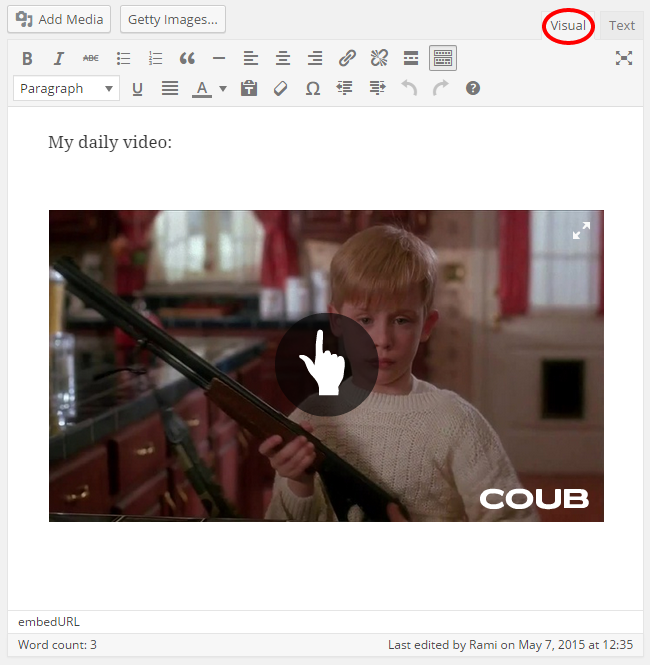 Add Media Getty Images... Visual Text
B I ABC
Paragraph U A Ω ?
My daily video:
COUB
embedURL
Word count: 3 Last edited by Rami on May 7, 2015 at 12:35